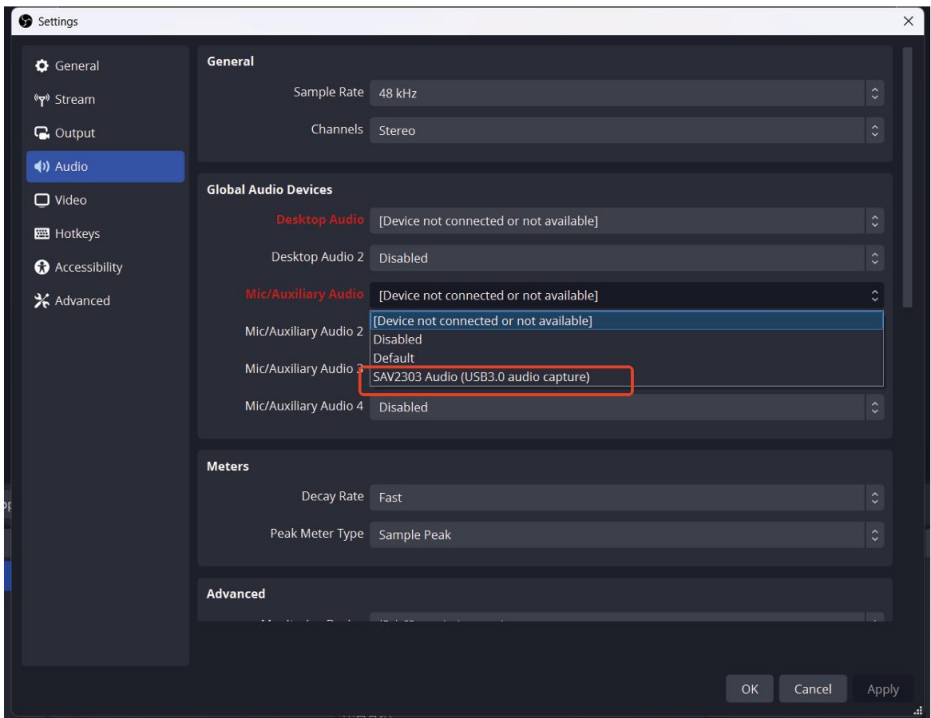 Settings
General
Stream
Output
Audio
Video
Hotkeys
Accessibility
Advanced
General
Sample Rate 48 kHz
Channels Stereo
Global Audio Devices
Desktop Audio [Device not connected or not available]
Desktop Audio 2 Disabled
Mic/Auxiliary Audio [Device not connected or not available]
[Device not connected or not available]
Mic/Auxiliary Audio 2
Disabled
Default
Mic/Auxiliary Audio 3
SAV2303 Audio (USB3.0 audio capture)
Mic/Auxiliary Audio 4 Disabled
Meters
Decay Rate Fast
Peak Meter Type Sample Peak
Advanced
OK Cancel Apply